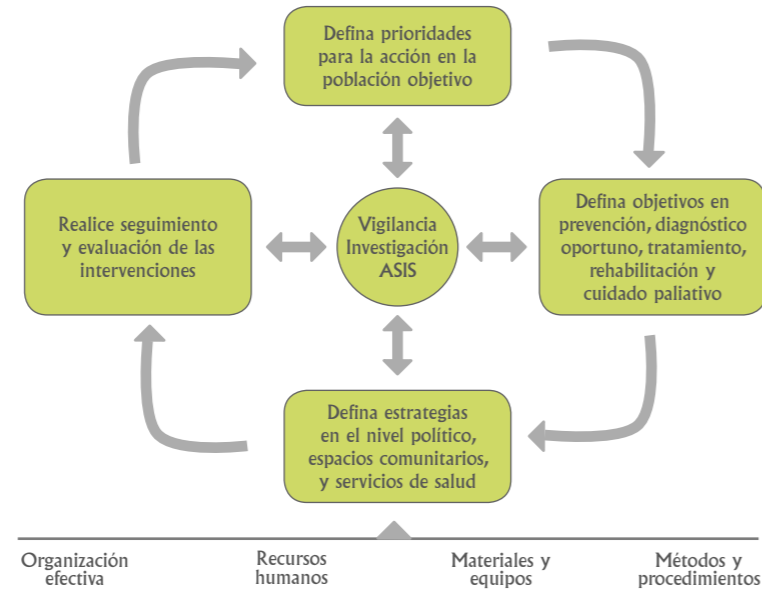 Defina prioridades
para la acción en la
población objetivo
Realice seguimiento
y evaluación de las
intervenciones
Vigilancia
Investigación
ASIS
Defina objetivos en
prevención, diagnóstico
oportuno, tratamiento,
rehabilitación y
cuidado paliativo
Defina estrategias
en el nivel político,
espacios comunitarios,
y servicios de salud
Organización
efectiva
Recursos
humanos
Materiales y
equipos
Métodos y
procedimientos